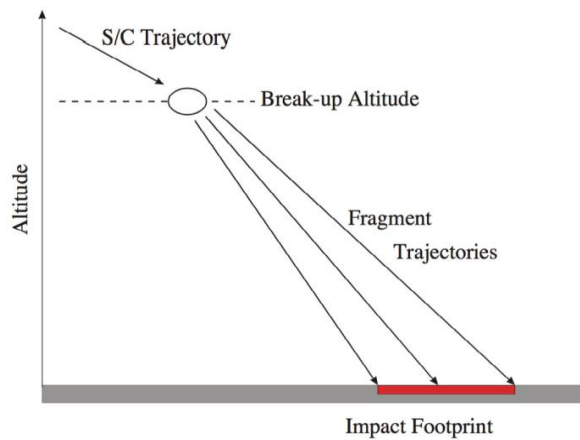 S/C Trajectory
Break-up Altitude
Altitude
Fragment
Trajectories
Impact Footprint